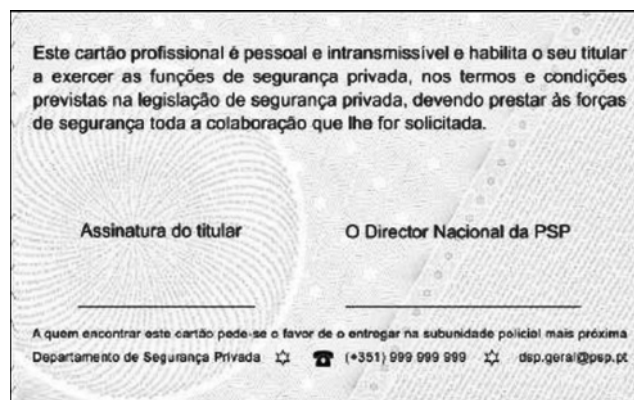 Este cartão profissional é pessoal e intransmissível e habilita o seu titular
a exercer as funções de segurança privada, nos termos e condições
previstas na legislação de segurança privada, devendo prestar às forças
de segurança toda a colaboração que lhe for solicitada.
Assinatura do titular O Director Nacional da PSP
A quem encontrar este cartão pede-se o favor de o entregar na subunidade policial mais próxima
Departamento de Segurança Privada ✡ ☎ (+351) 999 999 999 ✡ dsp.geral@psp.pt